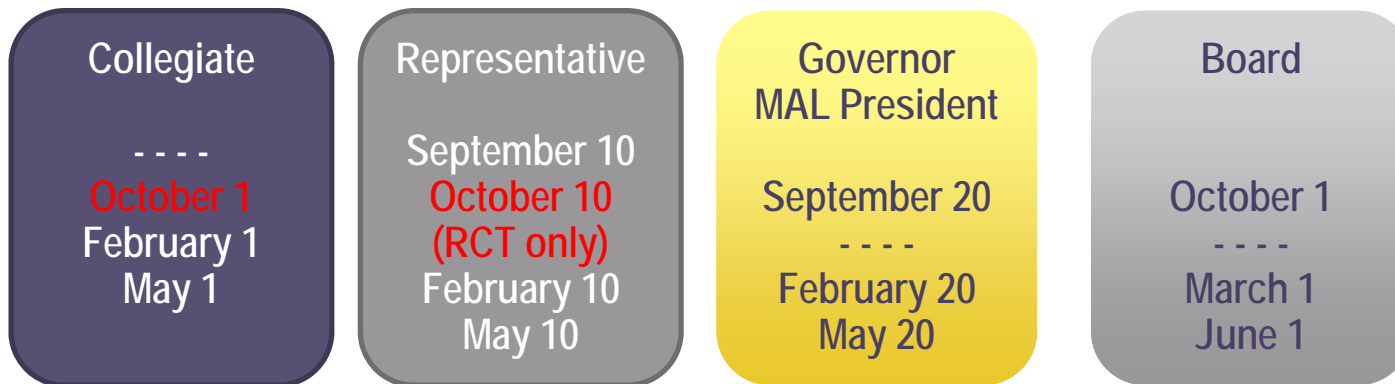 Collegiate
- - - -
October 1
February 1
May 1
Representative
September 10
October 10
(RCT only)
February 10
May 10
Governor
MAL President
September 20
- - - -
February 20
May 20
Board
October 1
- - - -
March 1
June 1